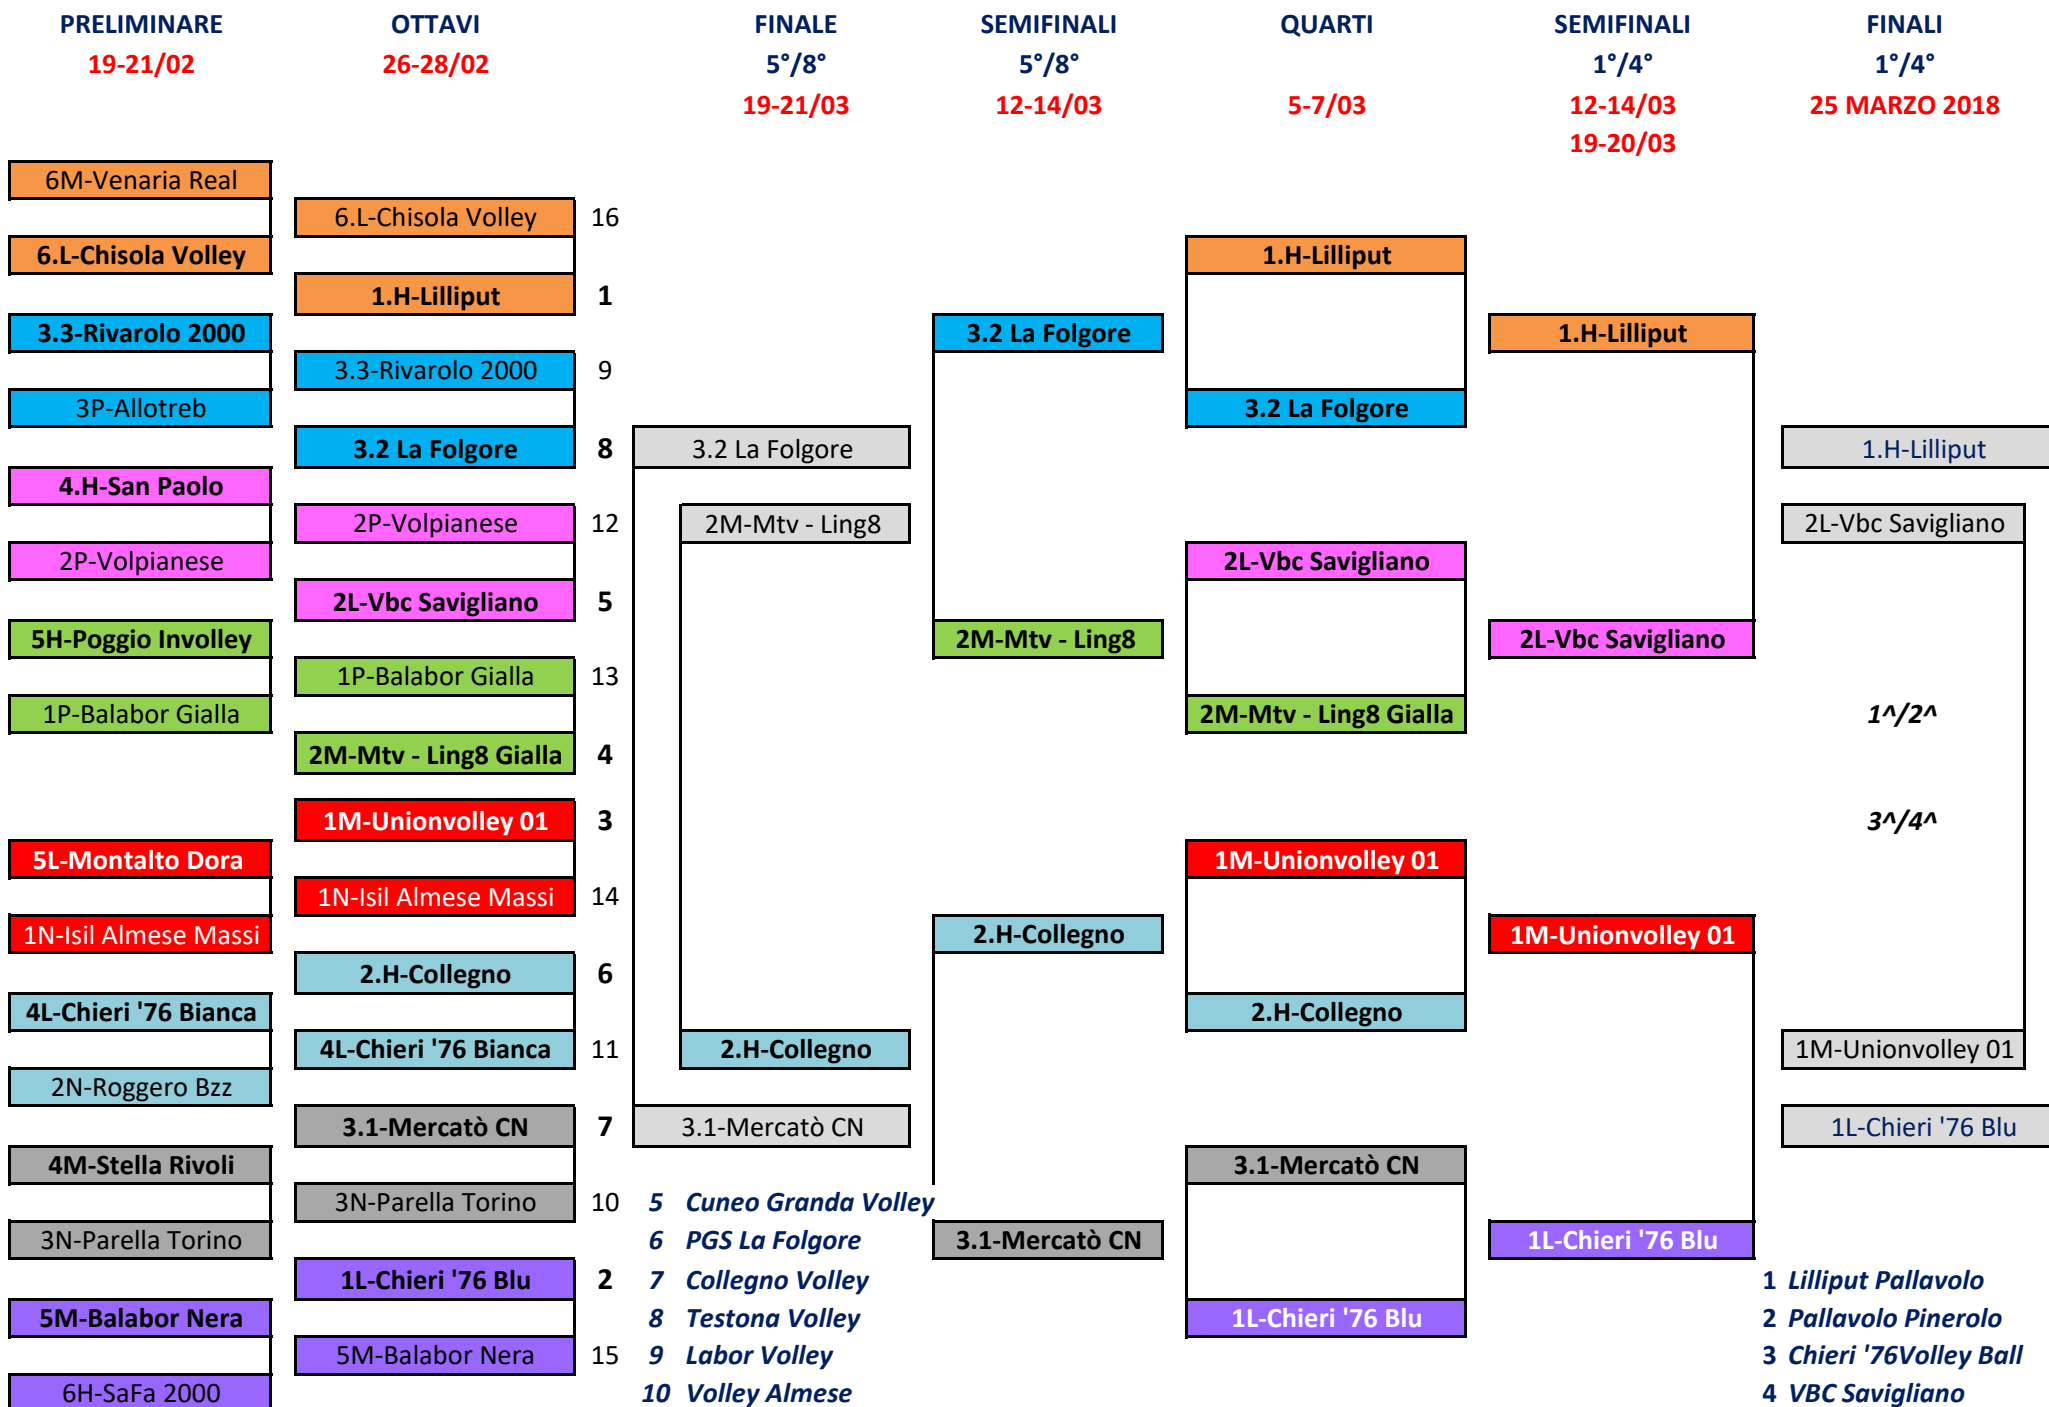 PRELIMINARE
19-21/02
OTTAVI
26-28/02
FINALE
5°/8°
19-21/03
SEMIFINALI
5°/8°
12-14/03
QUARTI
5-7/03
SEMIFINALI
1°/4°
12-14/03
19-20/03
FINALI
1°/4°
25 MARZO 2018
6M-Venaria Real
6.L-Chisola Volley
3.3-Rivarolo 2000
3P-Allotreb
4.H-San Paolo
2P-Volpianese
5H-Poggio Involley
1P-Balabor Gialla
5L-Montalto Dora
1N-Isil Almese Massi
4L-Chieri '76 Bianca
2N-Roggero Bzz
4M-Stella Rivoli
3N-Parella Torino
5M-Balabor Nera
6H-SaFa 2000
6.L-Chisola Volley 16
1.H-Lilliput 1
3.3-Rivarolo 2000 9
3.2 La Folgore 8
2P-Volpianese 12
2L-Vbc Savigliano 5
1P-Balabor Gialla 13
2M-Mtv - Ling8 Gialla 4
1M-Unionvolley 01 3
1N-Isil Almese Massi 14
2.H-Collegno 6
4L-Chieri '76 Bianca 11
3.1-Mercatò CN 7
3N-Parella Torino 10
1L-Chieri '76 Blu 2
5M-Balabor Nera 15
3.2 La Folgore
2M-Mtv - Ling8
2.H-Collegno
3.1-Mercatò CN
5 Cuneo Granda Volley
6 PGS La Folgore
7 Collegno Volley
8 Testona Volley
9 Labor Volley
10 Volley Almese
3.2 La Folgore
2M-Mtv - Ling8
2.H-Collegno
3.1-Mercatò CN
1.H-Lilliput
3.2 La Folgore
2L-Vbc Savigliano
2M-Mtv - Ling8 Gialla
1M-Unionvolley 01
2.H-Collegno
3.1-Mercatò CN
1L-Chieri '76 Blu
1.H-Lilliput
2L-Vbc Savigliano
1M-Unionvolley 01
1L-Chieri '76 Blu
1.H-Lilliput
2L-Vbc Savigliano
1^/2^
3^/4^
1M-Unionvolley 01
1L-Chieri '76 Blu
1 Lilliput Pallavolo
2 Pallavolo Pinerolo
3 Chieri '76Volley Ball
4 VBC Savigliano